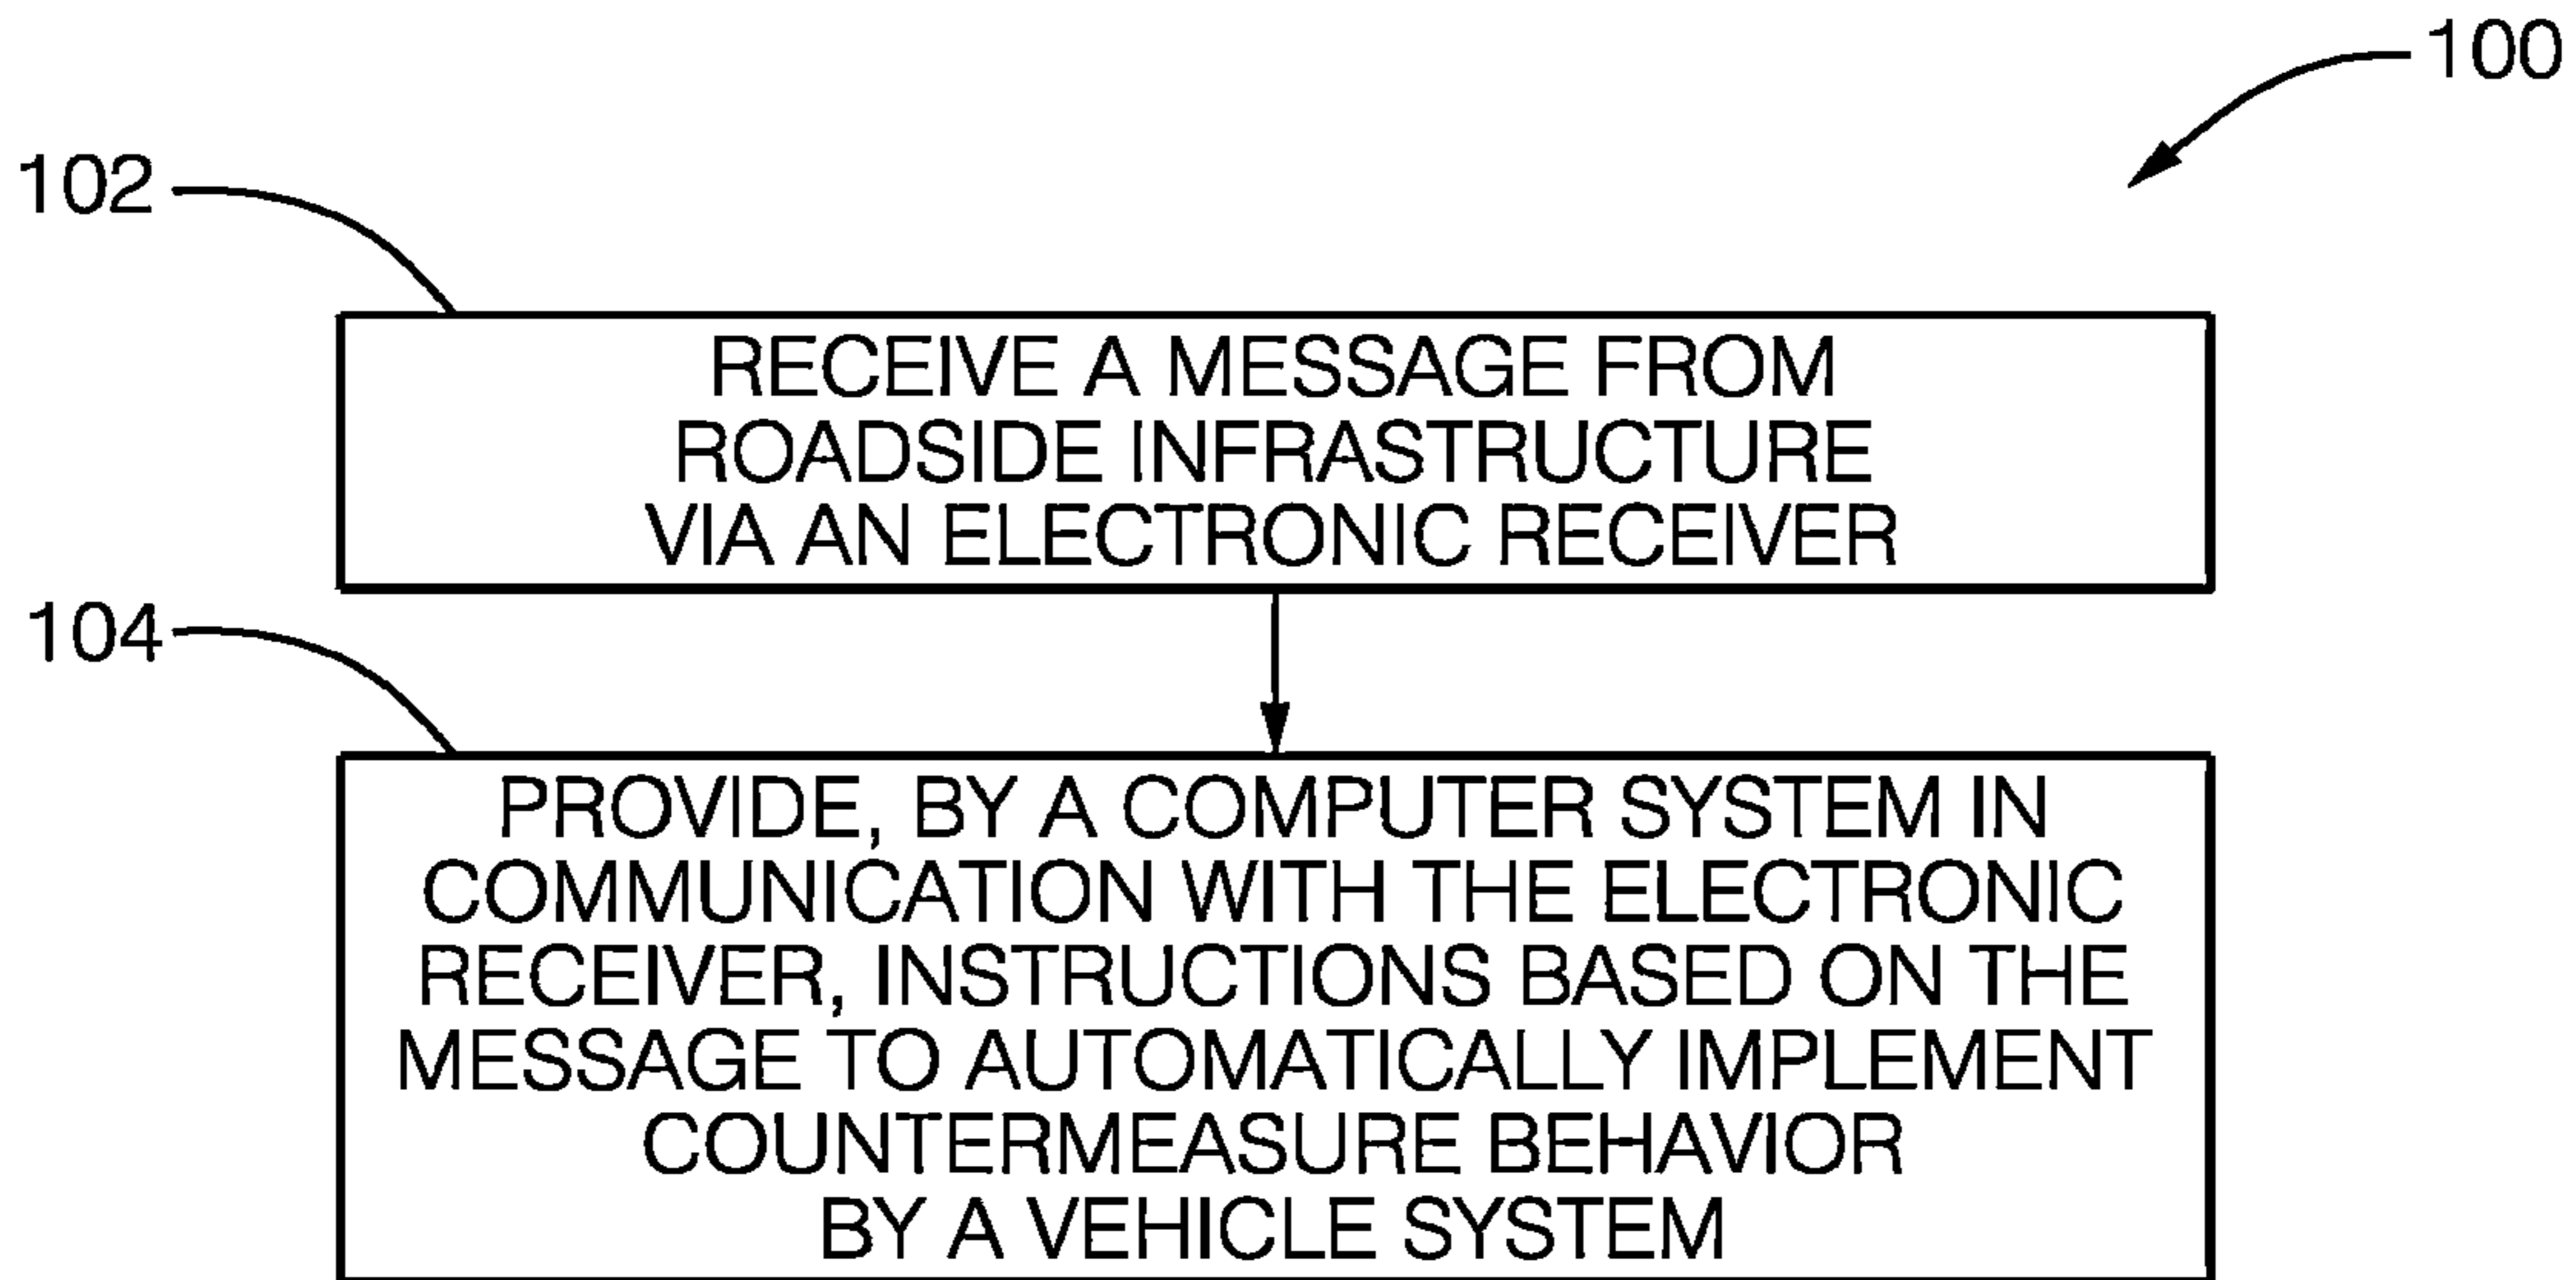 100
102
RECEIVE A MESSAGE FROM
ROADSIDE INFRASTRUCTURE
VIA AN ELECTRONIC RECEIVER
104
PROVIDE, BY A COMPUTER SYSTEM IN
COMMUNICATION WITH THE ELECTRONIC
RECEIVER, INSTRUCTIONS BASED ON THE
MESSAGE TO AUTOMATICALLY IMPLEMENT
COUNTERMEASURE BEHAVIOR
BY A VEHICLE SYSTEM